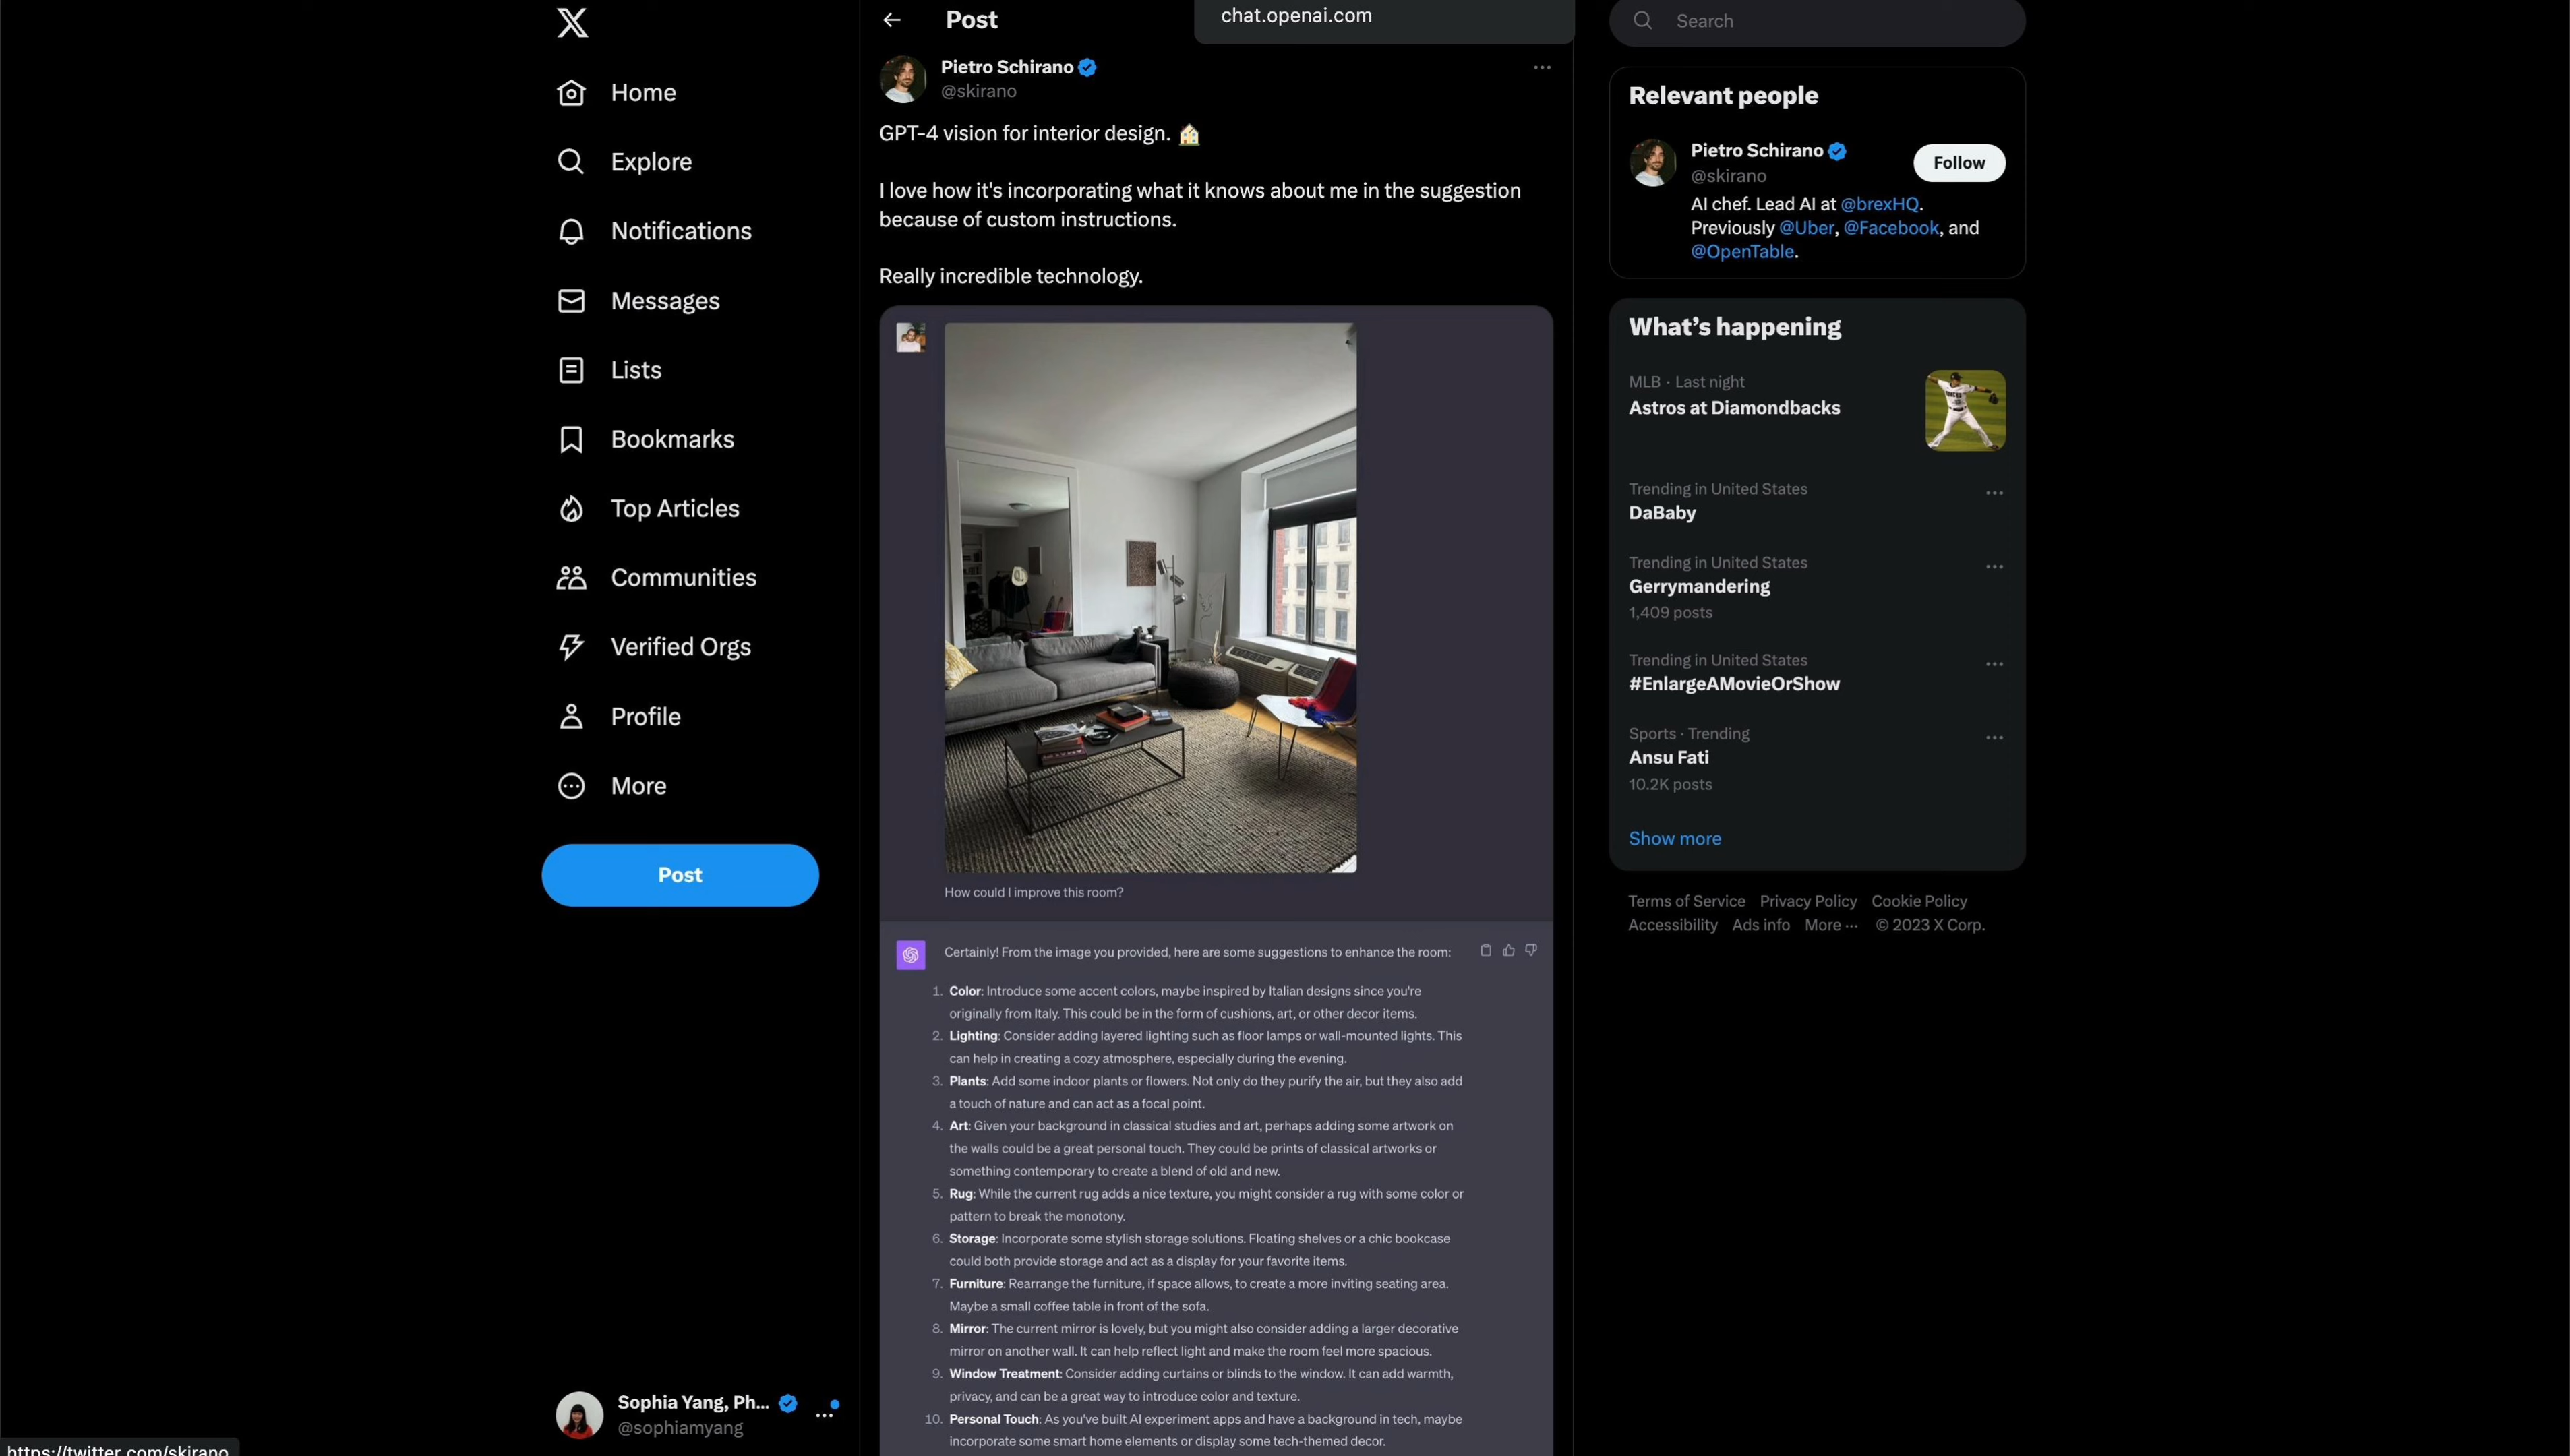 Home
Explore
Notifications
Messages
Lists
Bookmarks
Top Articles
Communities
Verified Orgs
Profile
More
Post
Sophia Yang, Ph...
@sophiamyang
https://twitter.com/skirano
Post
chat.openai.com
Pietro Schirano
@skirano
GPT-4 vision for interior design. 🏠
I love how it's incorporating what it knows about me in the suggestion
because of custom instructions.
Really incredible technology.
How could I improve this room?
Certainly! From the image you provided, here are some suggestions to enhance the room:
1. Color: Introduce some accent colors, maybe inspired by Italian designs since you're
originally from Italy. This could be in the form of cushions, art, or other decor items.
2. Lighting: Consider adding layered lighting such as floor lamps or wall-mounted lights. This
can help in creating a cozy atmosphere, especially during the evening.
3. Plants: Add some indoor plants or flowers. Not only do they purify the air, but they also add
a touch of nature and can act as a focal point.
4. Art: Given your background in classical studies and art, perhaps adding some artwork on
the walls could be a great personal touch. They could be prints of classical artworks or
something contemporary to create a blend of old and new.
5. Rug: While the current rug adds a nice texture, you might consider a rug with some color or
pattern to break the monotony.
6. Storage: Incorporate some stylish storage solutions. Floating shelves or a chic bookcase
could both provide storage and act as a display for your favorite items.
7. Furniture: Rearrange the furniture, if space allows, to create a more inviting seating area.
Maybe a small coffee table in front of the sofa.
8. Mirror: The current mirror is lovely, but you might also consider adding a larger decorative
mirror on another wall. It can help reflect light and make the room feel more spacious.
9. Window Treatment: Consider adding curtains or blinds to the window. It can add warmth,
privacy, and can be a great way to introduce color and texture.
10. Personal Touch: As you've built AI experiment apps and have a background in tech, maybe
incorporate some smart home elements or display some tech-themed decor.
Search
Relevant people
Pietro Schirano
@skirano
Follow
AI chef. Lead AI at @brexHQ.
Previously @Uber, @Facebook, and
@OpenTable.
What's happening
MLB · Last night
Astros at Diamondbacks
Trending in United States
DaBaby
Trending in United States
Gerrymandering
1,409 posts
Trending in United States
#EnlargeAMovieOrShow
Sports · Trending
Ansu Fati
10.2K posts
Show more
Terms of Service Privacy Policy Cookie Policy
Accessibility Ads info More ··· © 2023 X Corp.